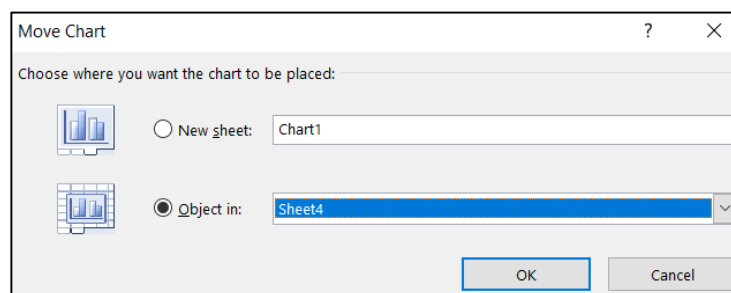 Move Chart ?
Choose where you want the chart to be placed:
New sheet: Chart1
Object in: Sheet4
OK Cancel